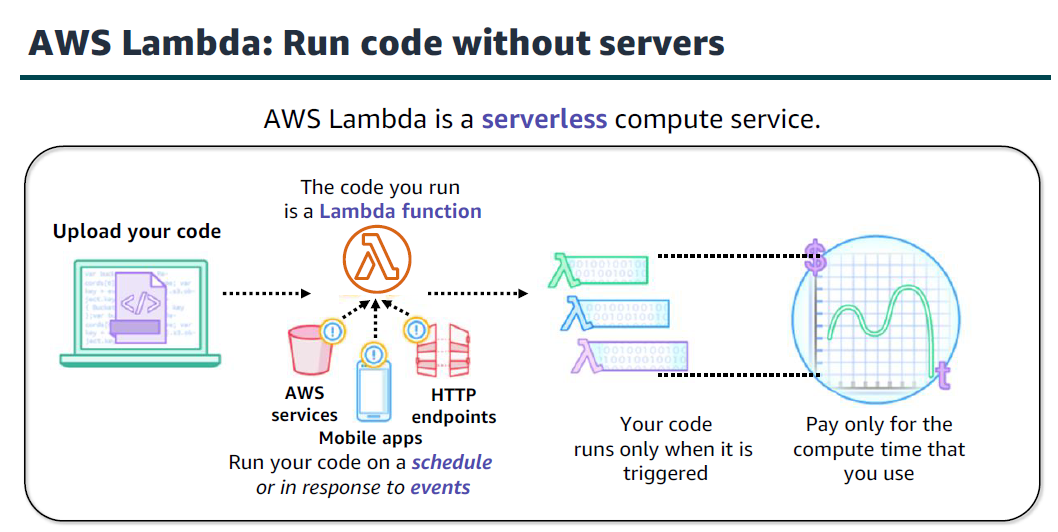 AWS Lambda: Run code without servers
AWS Lambda is a serverless compute service.
Upload your code
</>
The code you run
is a Lambda function
AWS
services
Mobile apps
HTTP
endpoints
Run your code on a schedule
or in response to events
Your code
runs only when it is
triggered
$
t
Pay only for the
compute time that
you use